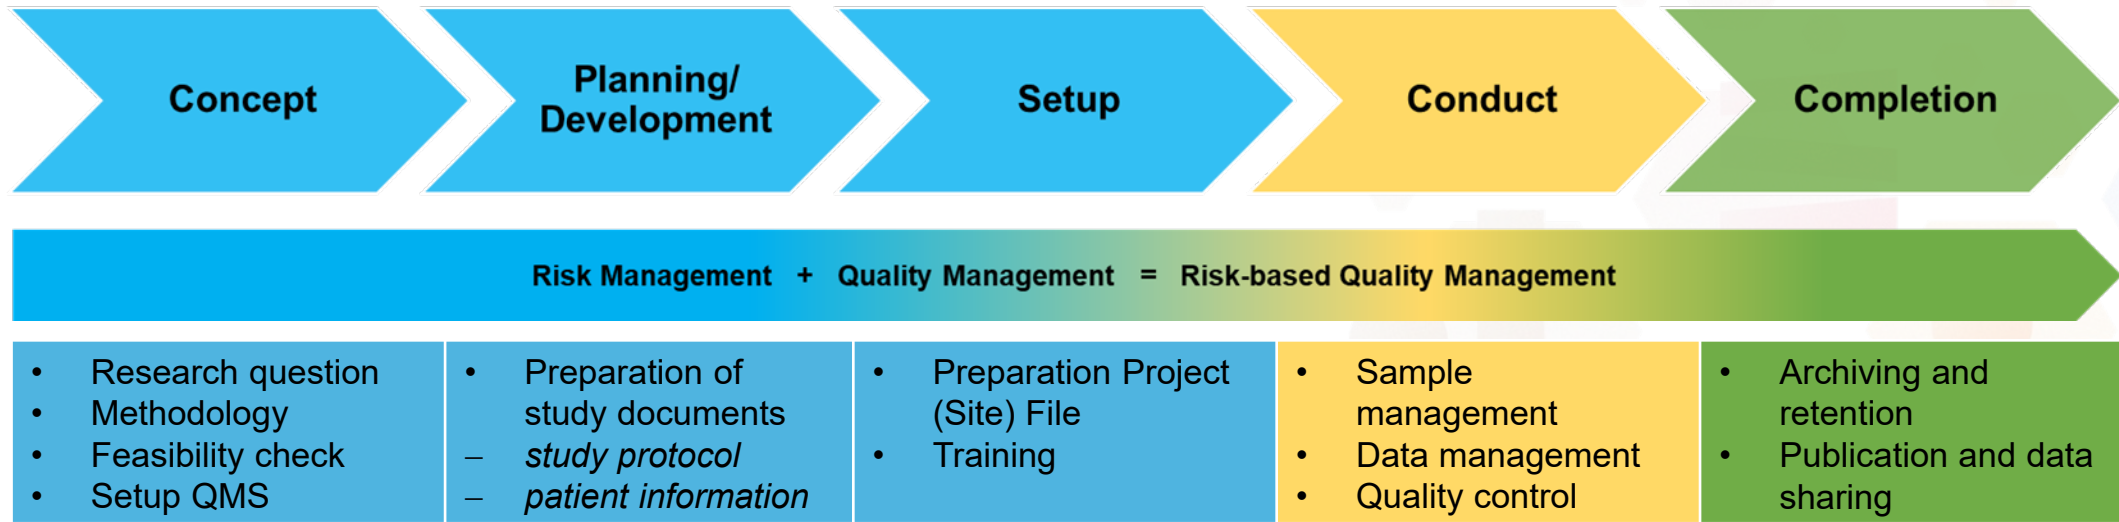 Concept
Planning/
Development
Setup
Conduct
Completion
Risk Management + Quality Management = Risk-based Quality Management
• Research question
• Methodology
• Feasibility check
• Setup QMS
• Preparation of
study documents
– study protocol
– patient information
• Preparation Project
(Site) File
• Training
• Sample
management
• Data management
• Quality control
• Archiving and
retention
• Publication and data
sharing